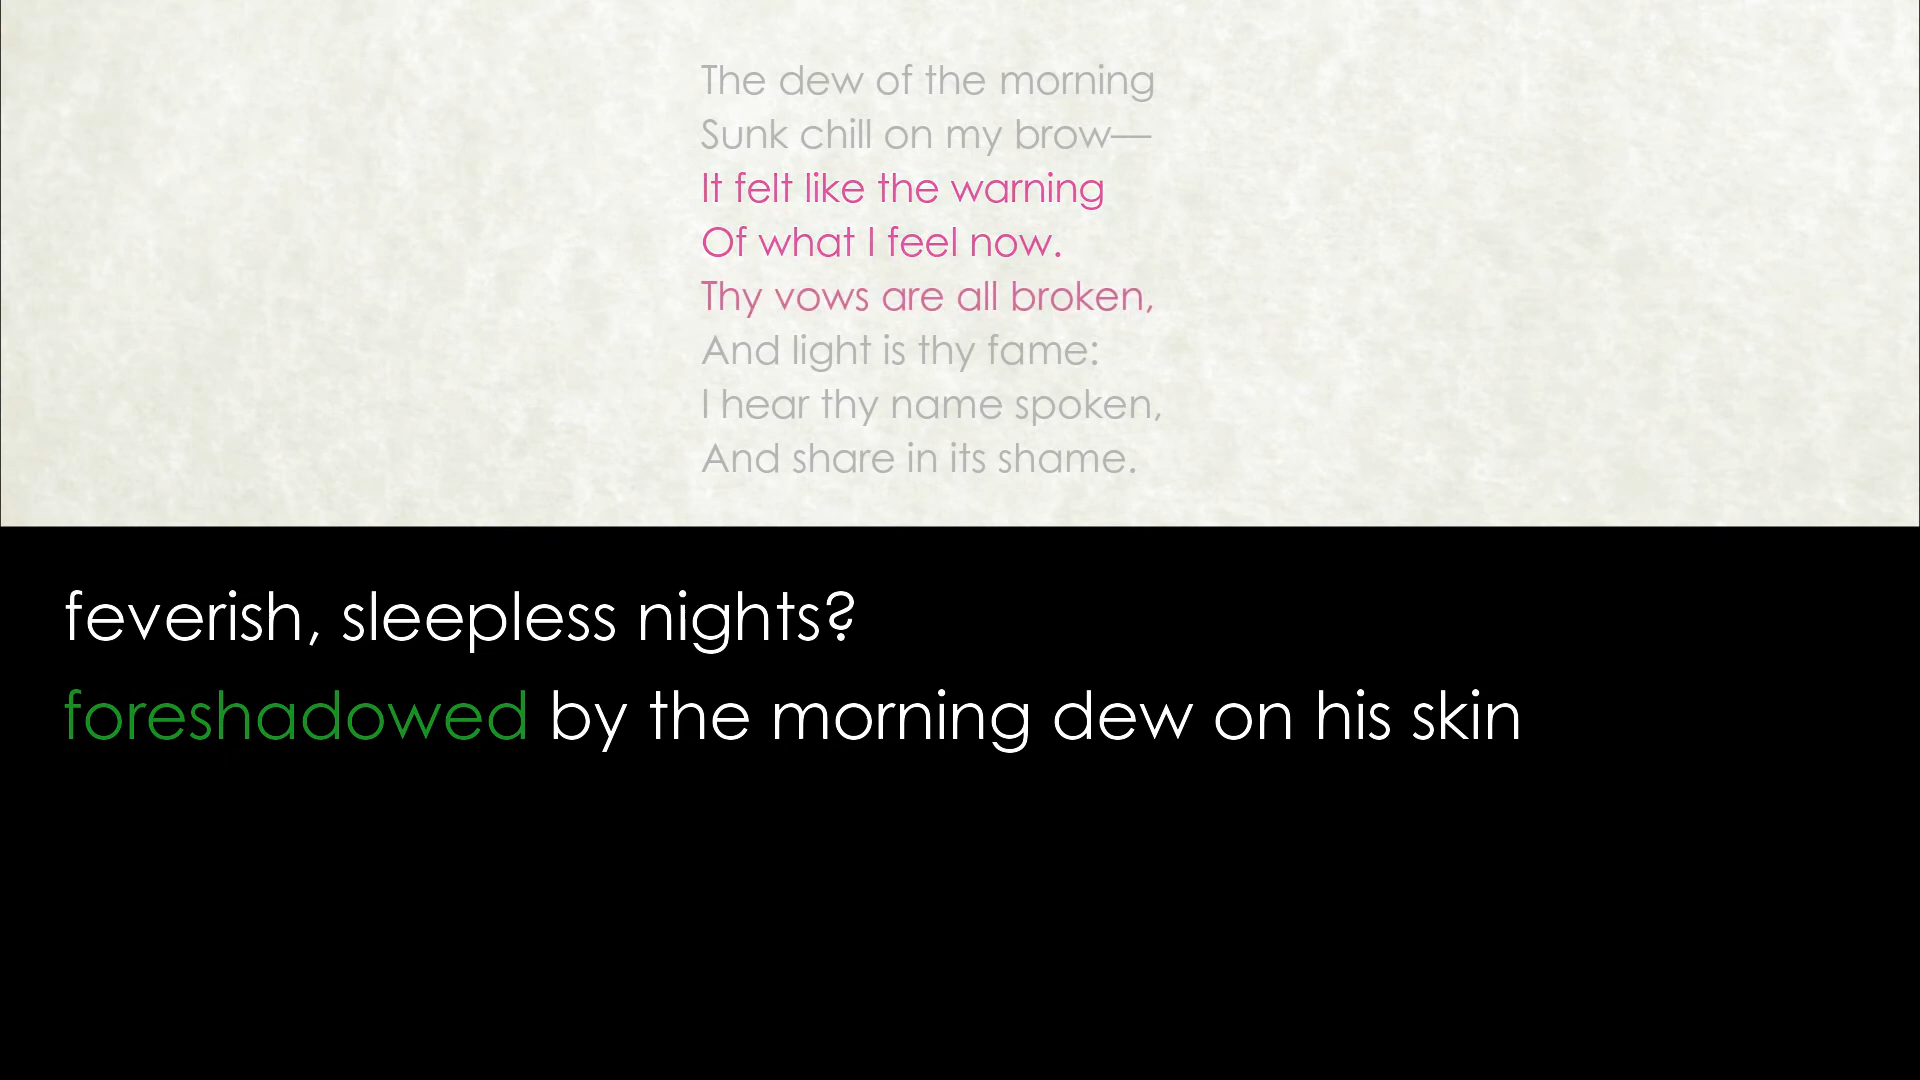 The dew of the morning
Sunk chill on my brow—
It felt like the warning
Of what I feel now.
Thy vows are all broken,
And light is thy fame:
I hear thy name spoken,
And share in its shame.
feverish, sleepless nights?
foreshadowed by the morning dew on his skin